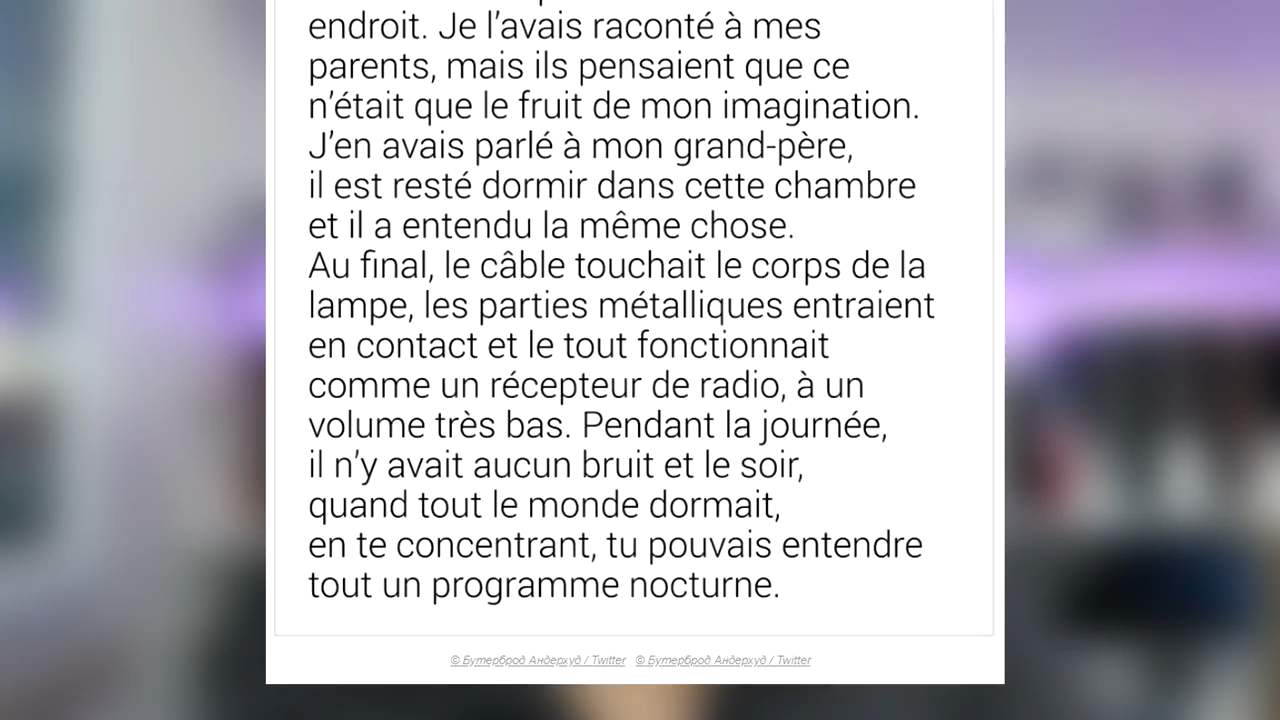 endroit. Je l’avais raconté à mes
parents, mais ils pensaient que ce
n’était que le fruit de mon imagination.
J’en avais parlé à mon grand-père,
il est resté dormir dans cette chambre
et il a entendu la même chose.
Au final, le câble touchait le corps de la
lampe, les parties métalliques entraient
en contact et le tout fonctionnait
comme un récepteur de radio, à un
volume très bas. Pendant la journée,
il n’y avait aucun bruit et le soir,
quand tout le monde dormait,
en te concentrant, tu pouvais entendre
tout un programme nocturne.
© Бутерброд Андерхуд / Twitter © Бутерброд Андерхуд / Twitter